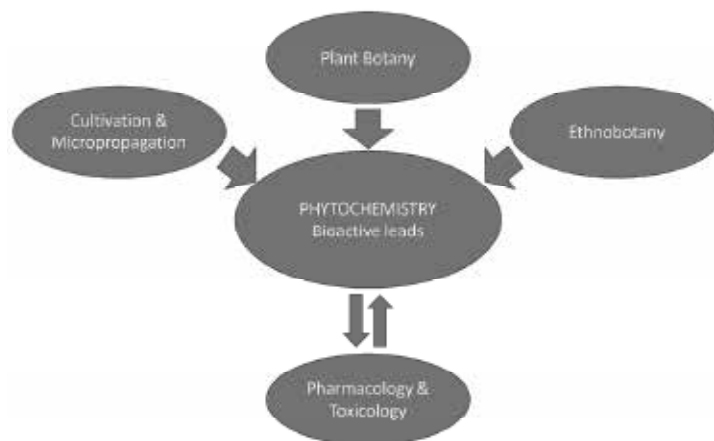 Plant Botany
Cultivation &
Micropropagation
Ethnobotany
PHYTOCHEMISTRY
Bioactive leads
Pharmacology &
Toxicology